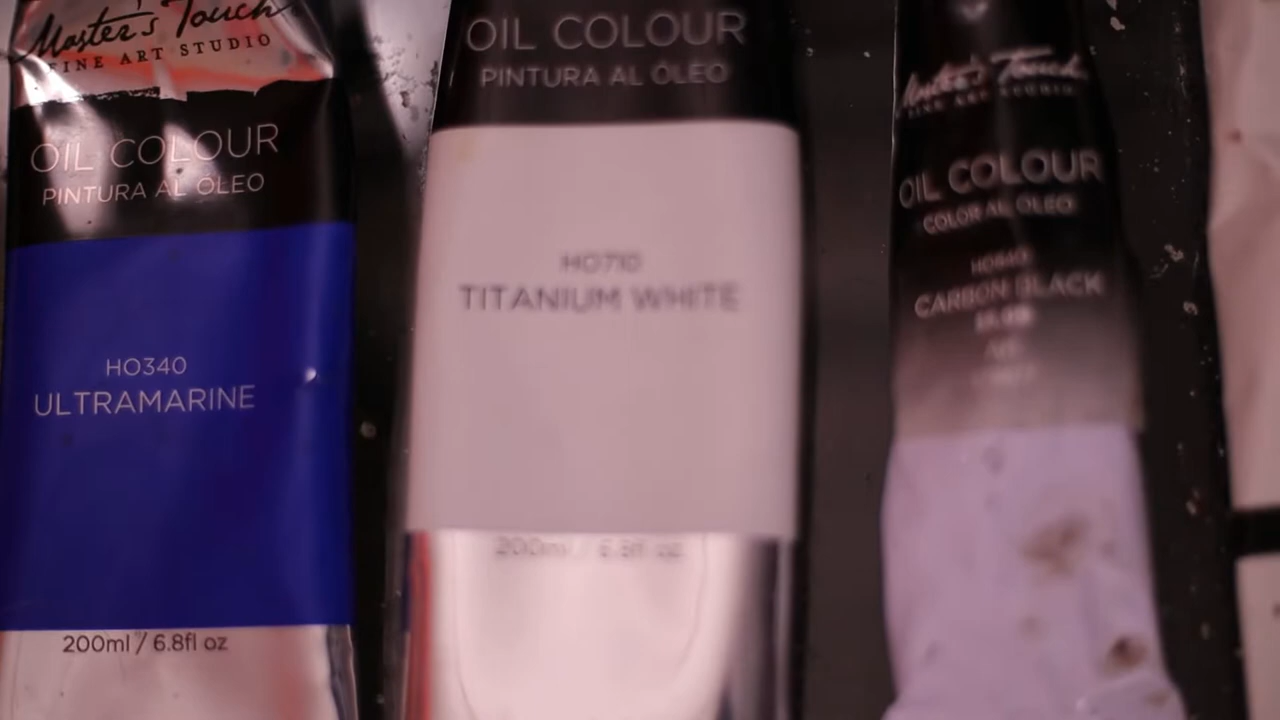 Master's Touch
FINE ART STUDIO
OIL COLOUR
PINTURA AL ÓLEO
HO340
ULTRAMARINE
200ml / 6.8fl oz
OIL COLOUR
PINTURA AL ÓLEO
HO710
TITANIUM WHITE
200ml / 6.8fl oz
Master's Touch
FINE ART STUDIO
OIL COLOUR
COLOR AL ÓLEO
CARBON BLACK